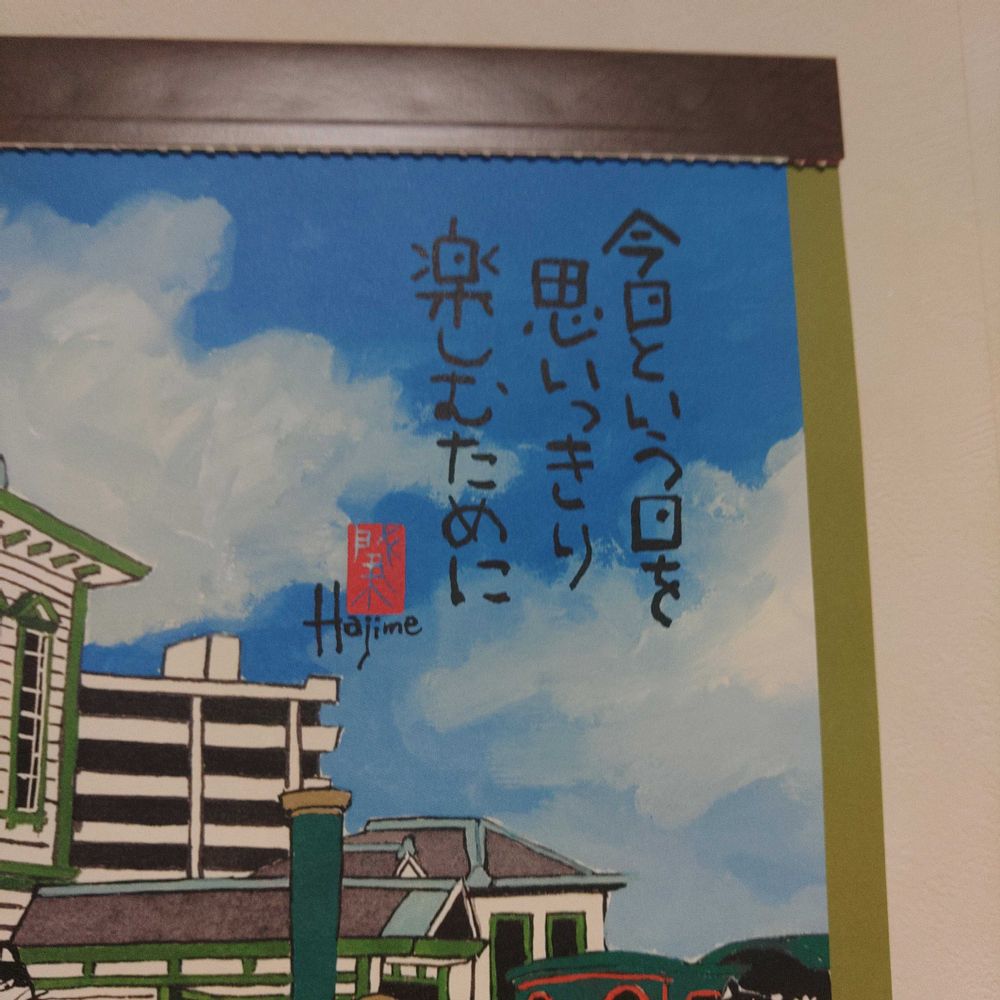 今日という日を
思いっきり
楽しむために
Hajime